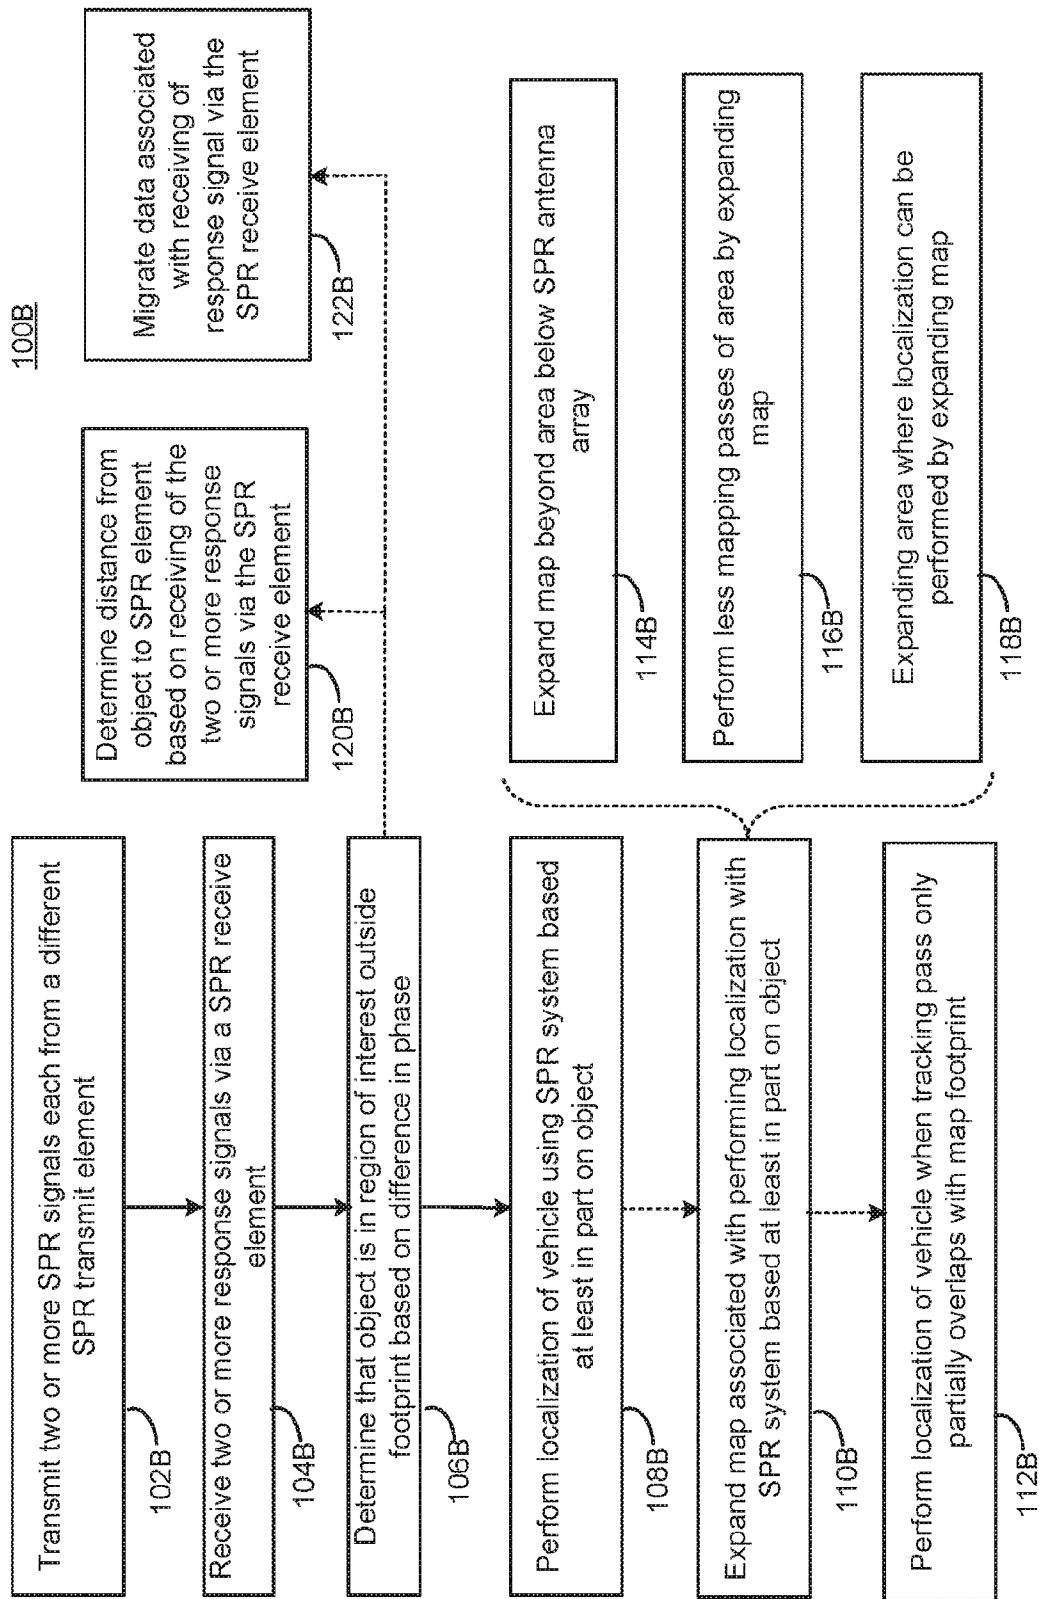 100B
Transmit two or more SPR signals each from a different
SPR transmit element
102B
Receive two or more response signals via a SPR receive
element
104B
Determine that object is in region of interest outside
footprint based on difference in phase
106B
Perform localization of vehicle using SPR system based
at least in part on object
108B
Expand map associated with performing localization with
SPR system based at least in part on object
110B
Perform localization of vehicle when tracking pass only
partially overlaps with map footprint
112B
Determine distance from
object to SPR element
based on receiving of the
two or more response
signals via the SPR
receive element
120B
Migrate data associated
with receiving of
response signal via the
SPR receive element
122B
Expand map beyond area below SPR antenna
array
114B
Perform less mapping passes of area by expanding
map
116B
Expanding area where localization can be
performed by expanding map
118B